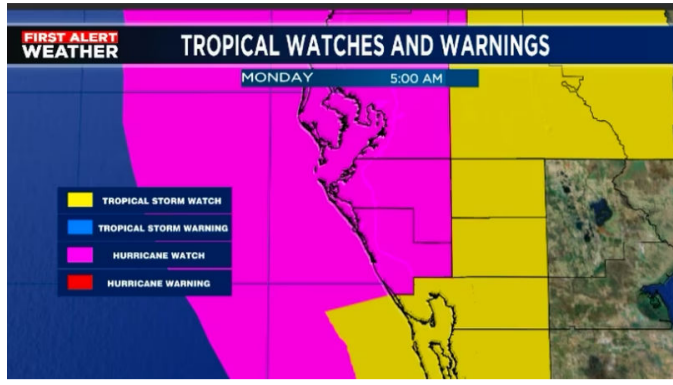 FIRST ALERT
WEATHER
TROPICAL WATCHES AND WARNINGS
MONDAY 5:00 AM
TROPICAL STORM WATCH
TROPICAL STORM WARNING
HURRICANE WATCH
HURRICANE WARNING